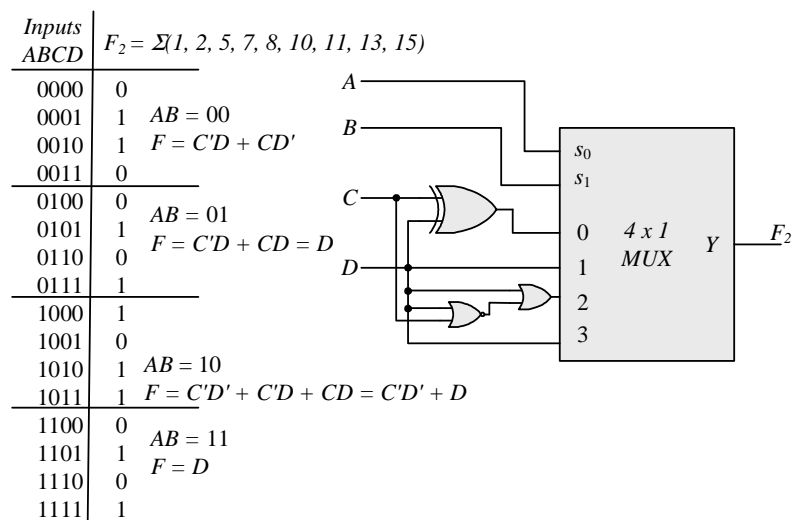 Inputs
ABCD
F2 = Σ(1, 2, 5, 7, 8, 10, 11, 13, 15)
0000 0
0001 1
0010 1
0011 0
AB = 00
F = C'D + CD'
0100 0
0101 1
0110 0
0111 1
AB = 01
F = C'D + CD = D
1000 1
1001 0
1010 1
1011 1
AB = 10
F = C'D' + C'D + CD = C'D' + D
1100 0
1101 1
1110 0
1111 1
AB = 11
F = D
A
B
C
D
s0
s1
0
1
2
3
4 x 1
MUX
Y
F2